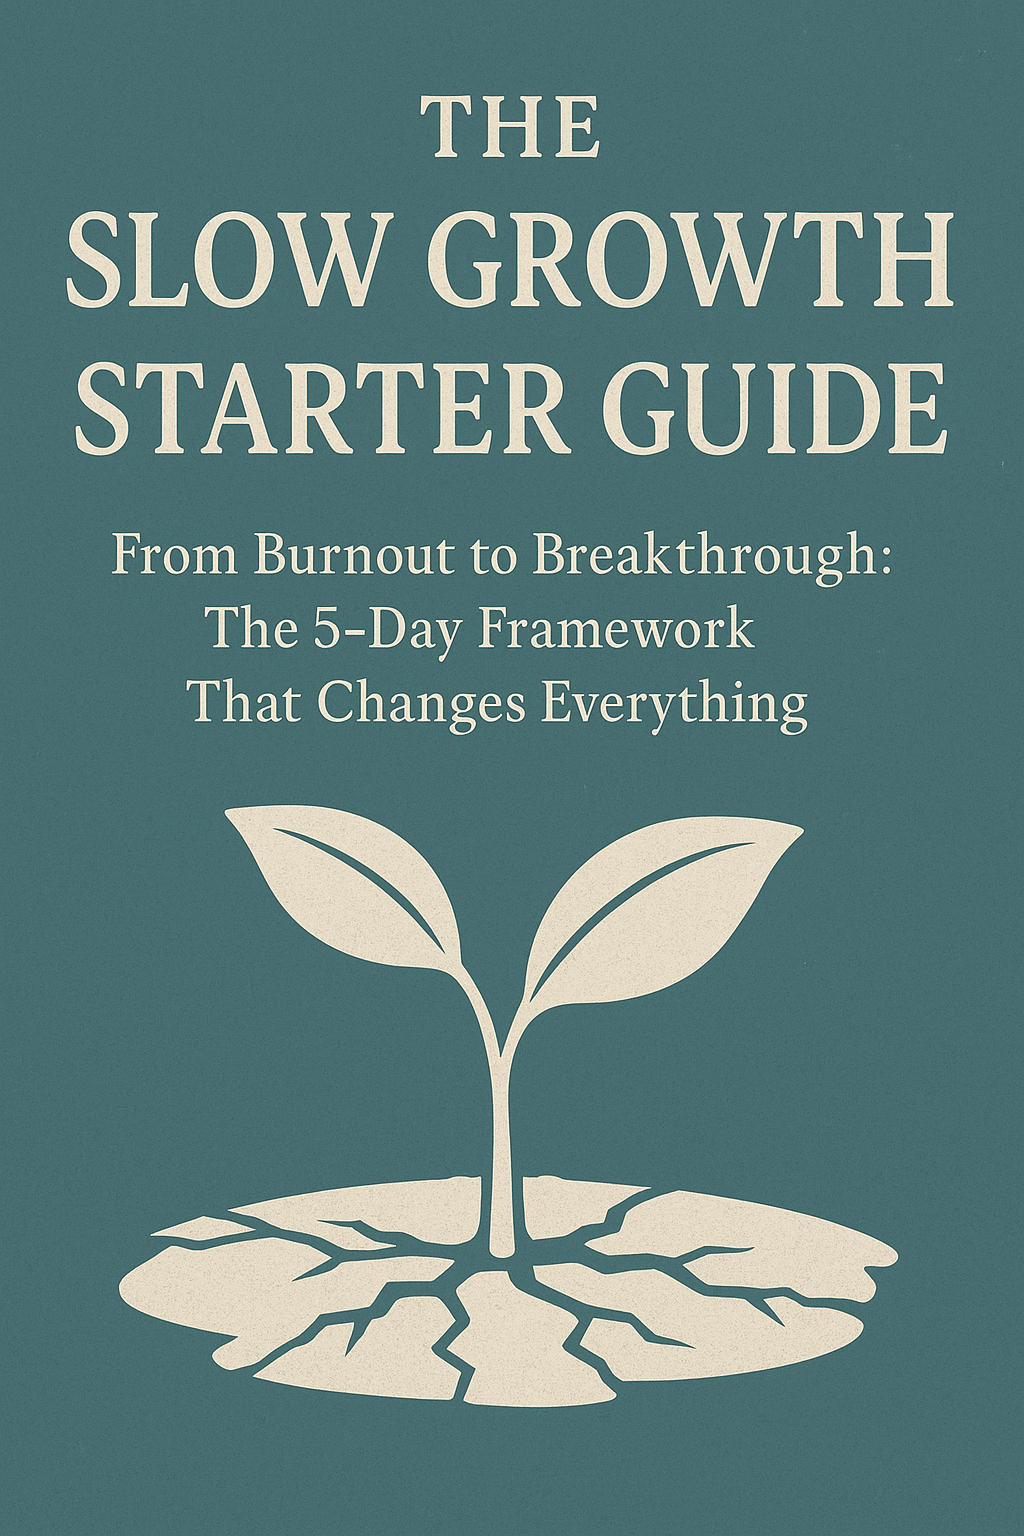 THE
SLOW GROWTH
STARTER GUIDE
From Burnout to Breakthrough:
The 5-Day Framework
That Changes Everything